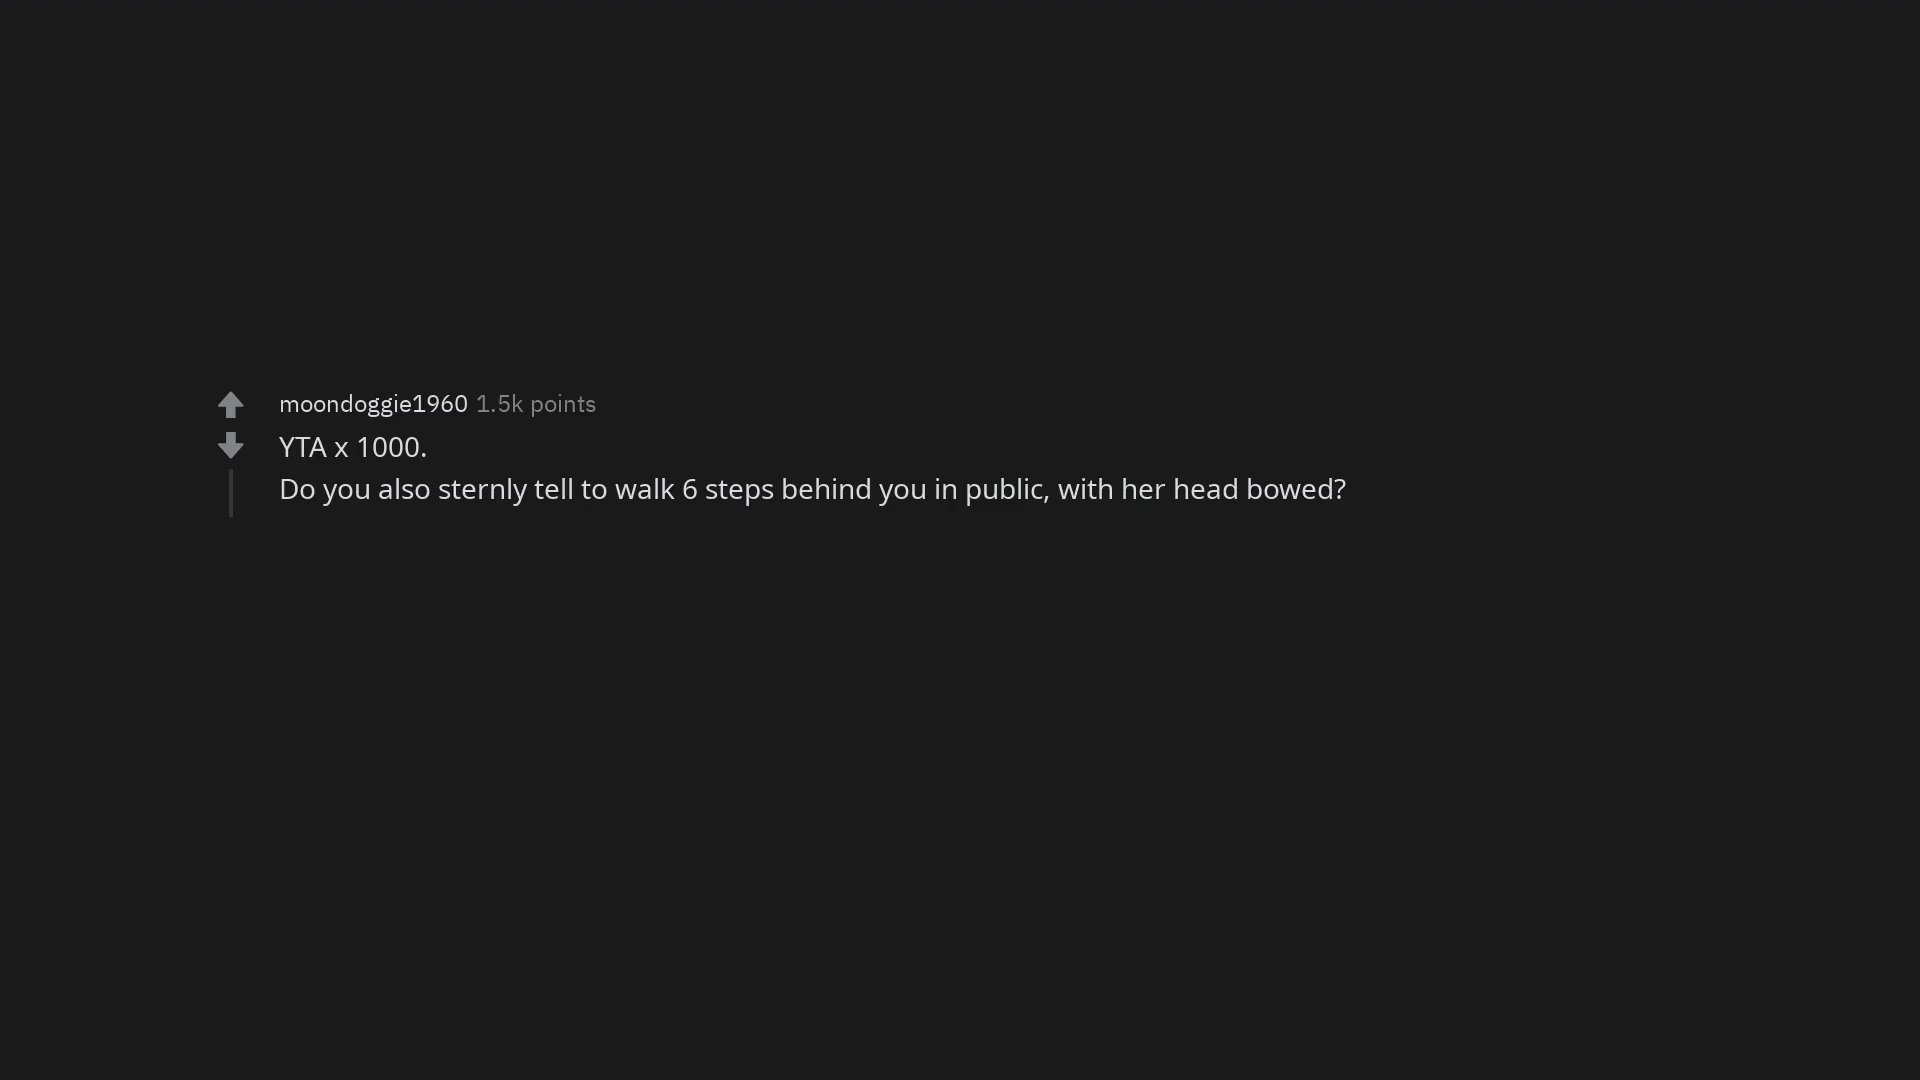 moondoggie1960 1.5k points
YTA x 1000.
Do you also sternly tell to walk 6 steps behind you in public, with her head bowed?